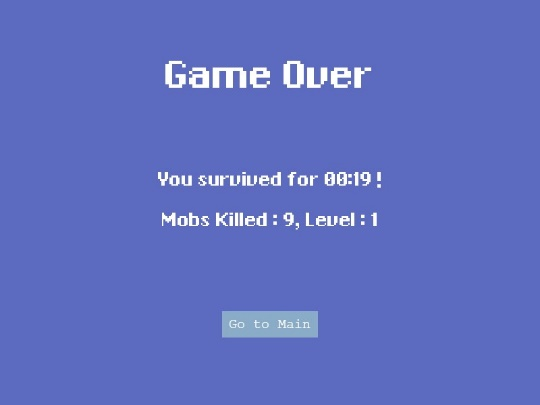 Game Over
You survived for 00:19 !
Mobs Killed : 9, Level : 1
Go to Main